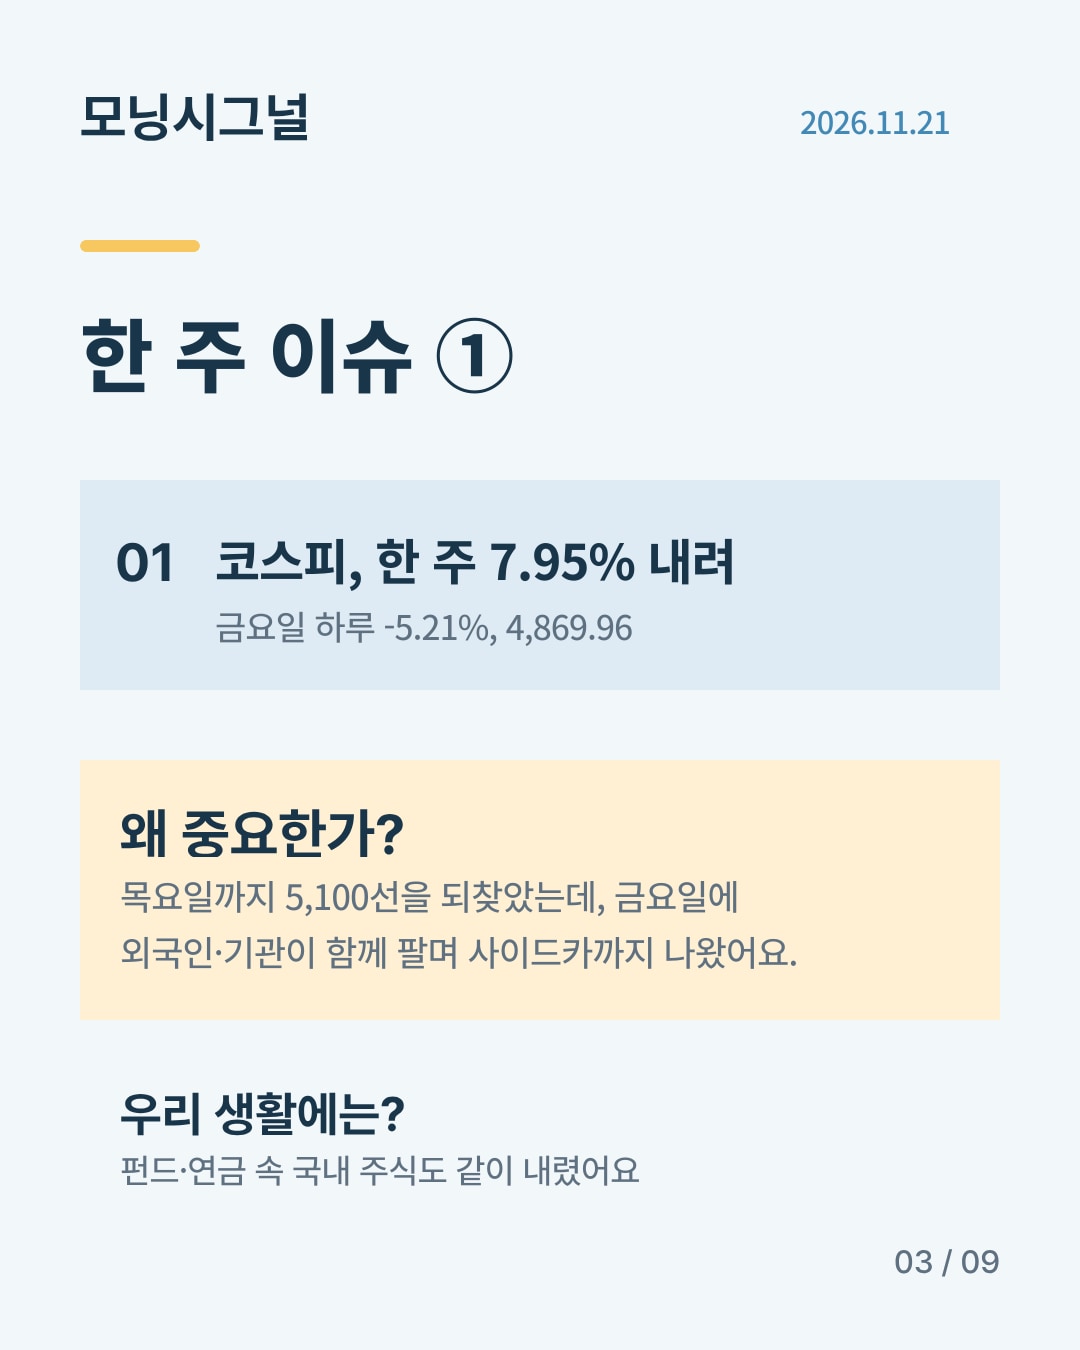 모닝시그널
2026.11.21
한 주 이슈 ①
01 코스피, 한 주 7.95% 내려
금요일 하루 -5.21%, 4,869.96
왜 중요한가?
목요일까지 5,100선을 되찾았는데, 금요일에
외국인·기관이 함께 팔며 사이드카까지 나왔어요.
우리 생활에는?
펀드·연금 속 국내 주식도 같이 내렸어요
03 / 09